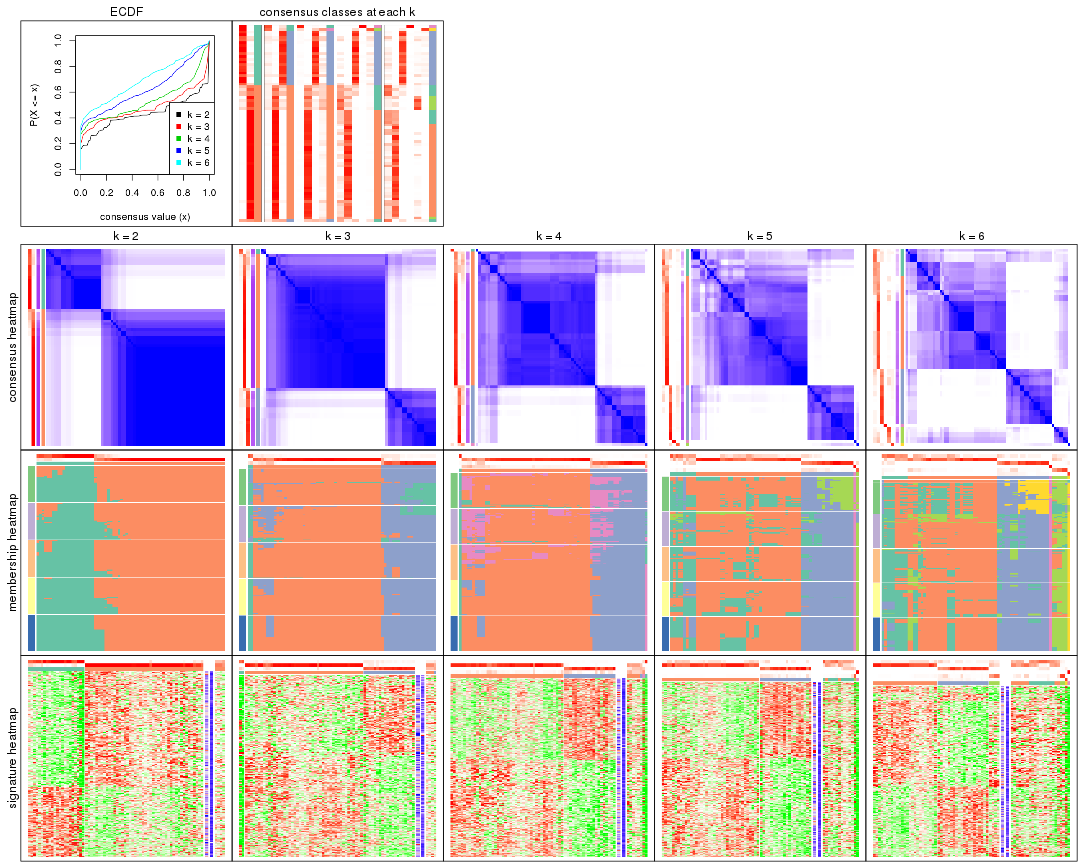 ECDF
consensus classes at each k
P(X <= x)
0.0
0.2
0.4
0.6
0.8
1.0
k = 2
k = 3
k = 4
k = 5
k = 6
0.0 0.2 0.4 0.6 0.8 1.0
consensus value (x)
k = 2
k = 3
k = 4
k = 5
k = 6
consensus heatmap
membership heatmap
signature heatmap